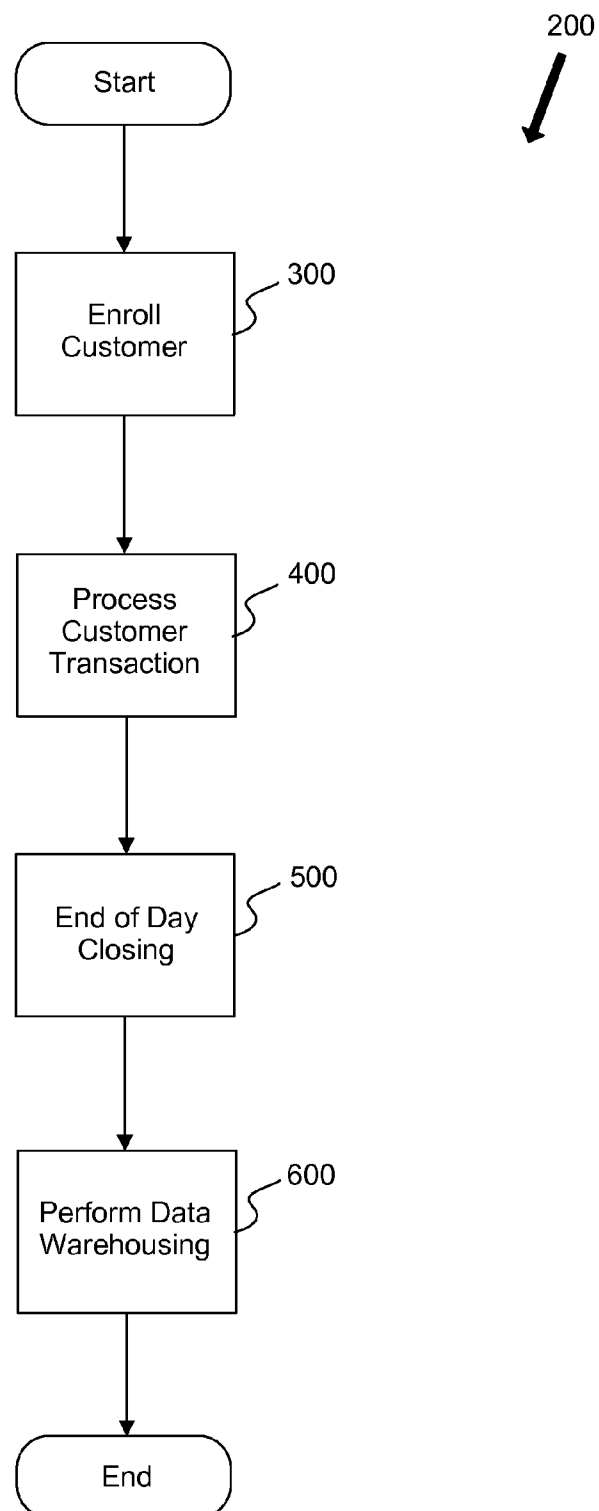 200
Start
300
Enroll
Customer
400
Process
Customer
Transaction
500
End of Day
Closing
600
Perform Data
Warehousing
End